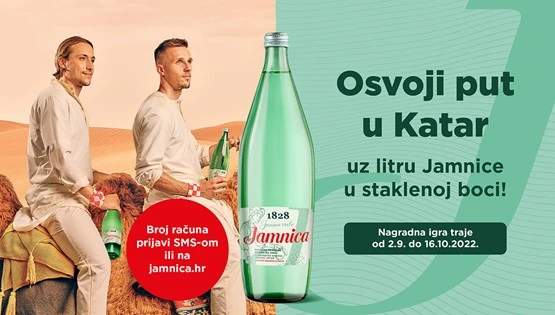 Osvoji put
u Katar
uz litru Jamnice
u staklenoj boci!
Nagradna igra traje
od 2.9. do 16.10.2022.
Broj računa
prijavi SMS-om
ili na
jamnica.hr
1828
Jamnica